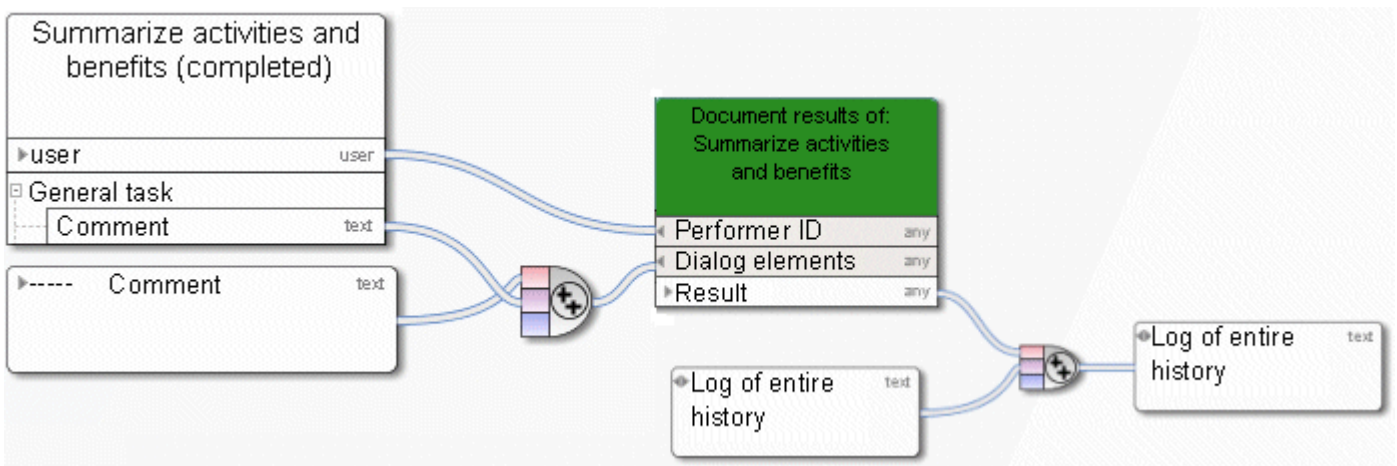 Summarize activities and
benefits (completed)
user user
General task
Comment text
----- Comment text
Document results of:
Summarize activities
and benefits
Performer ID any
Dialog elements any
Result any
Log of entire text
history
Log of entire text
history